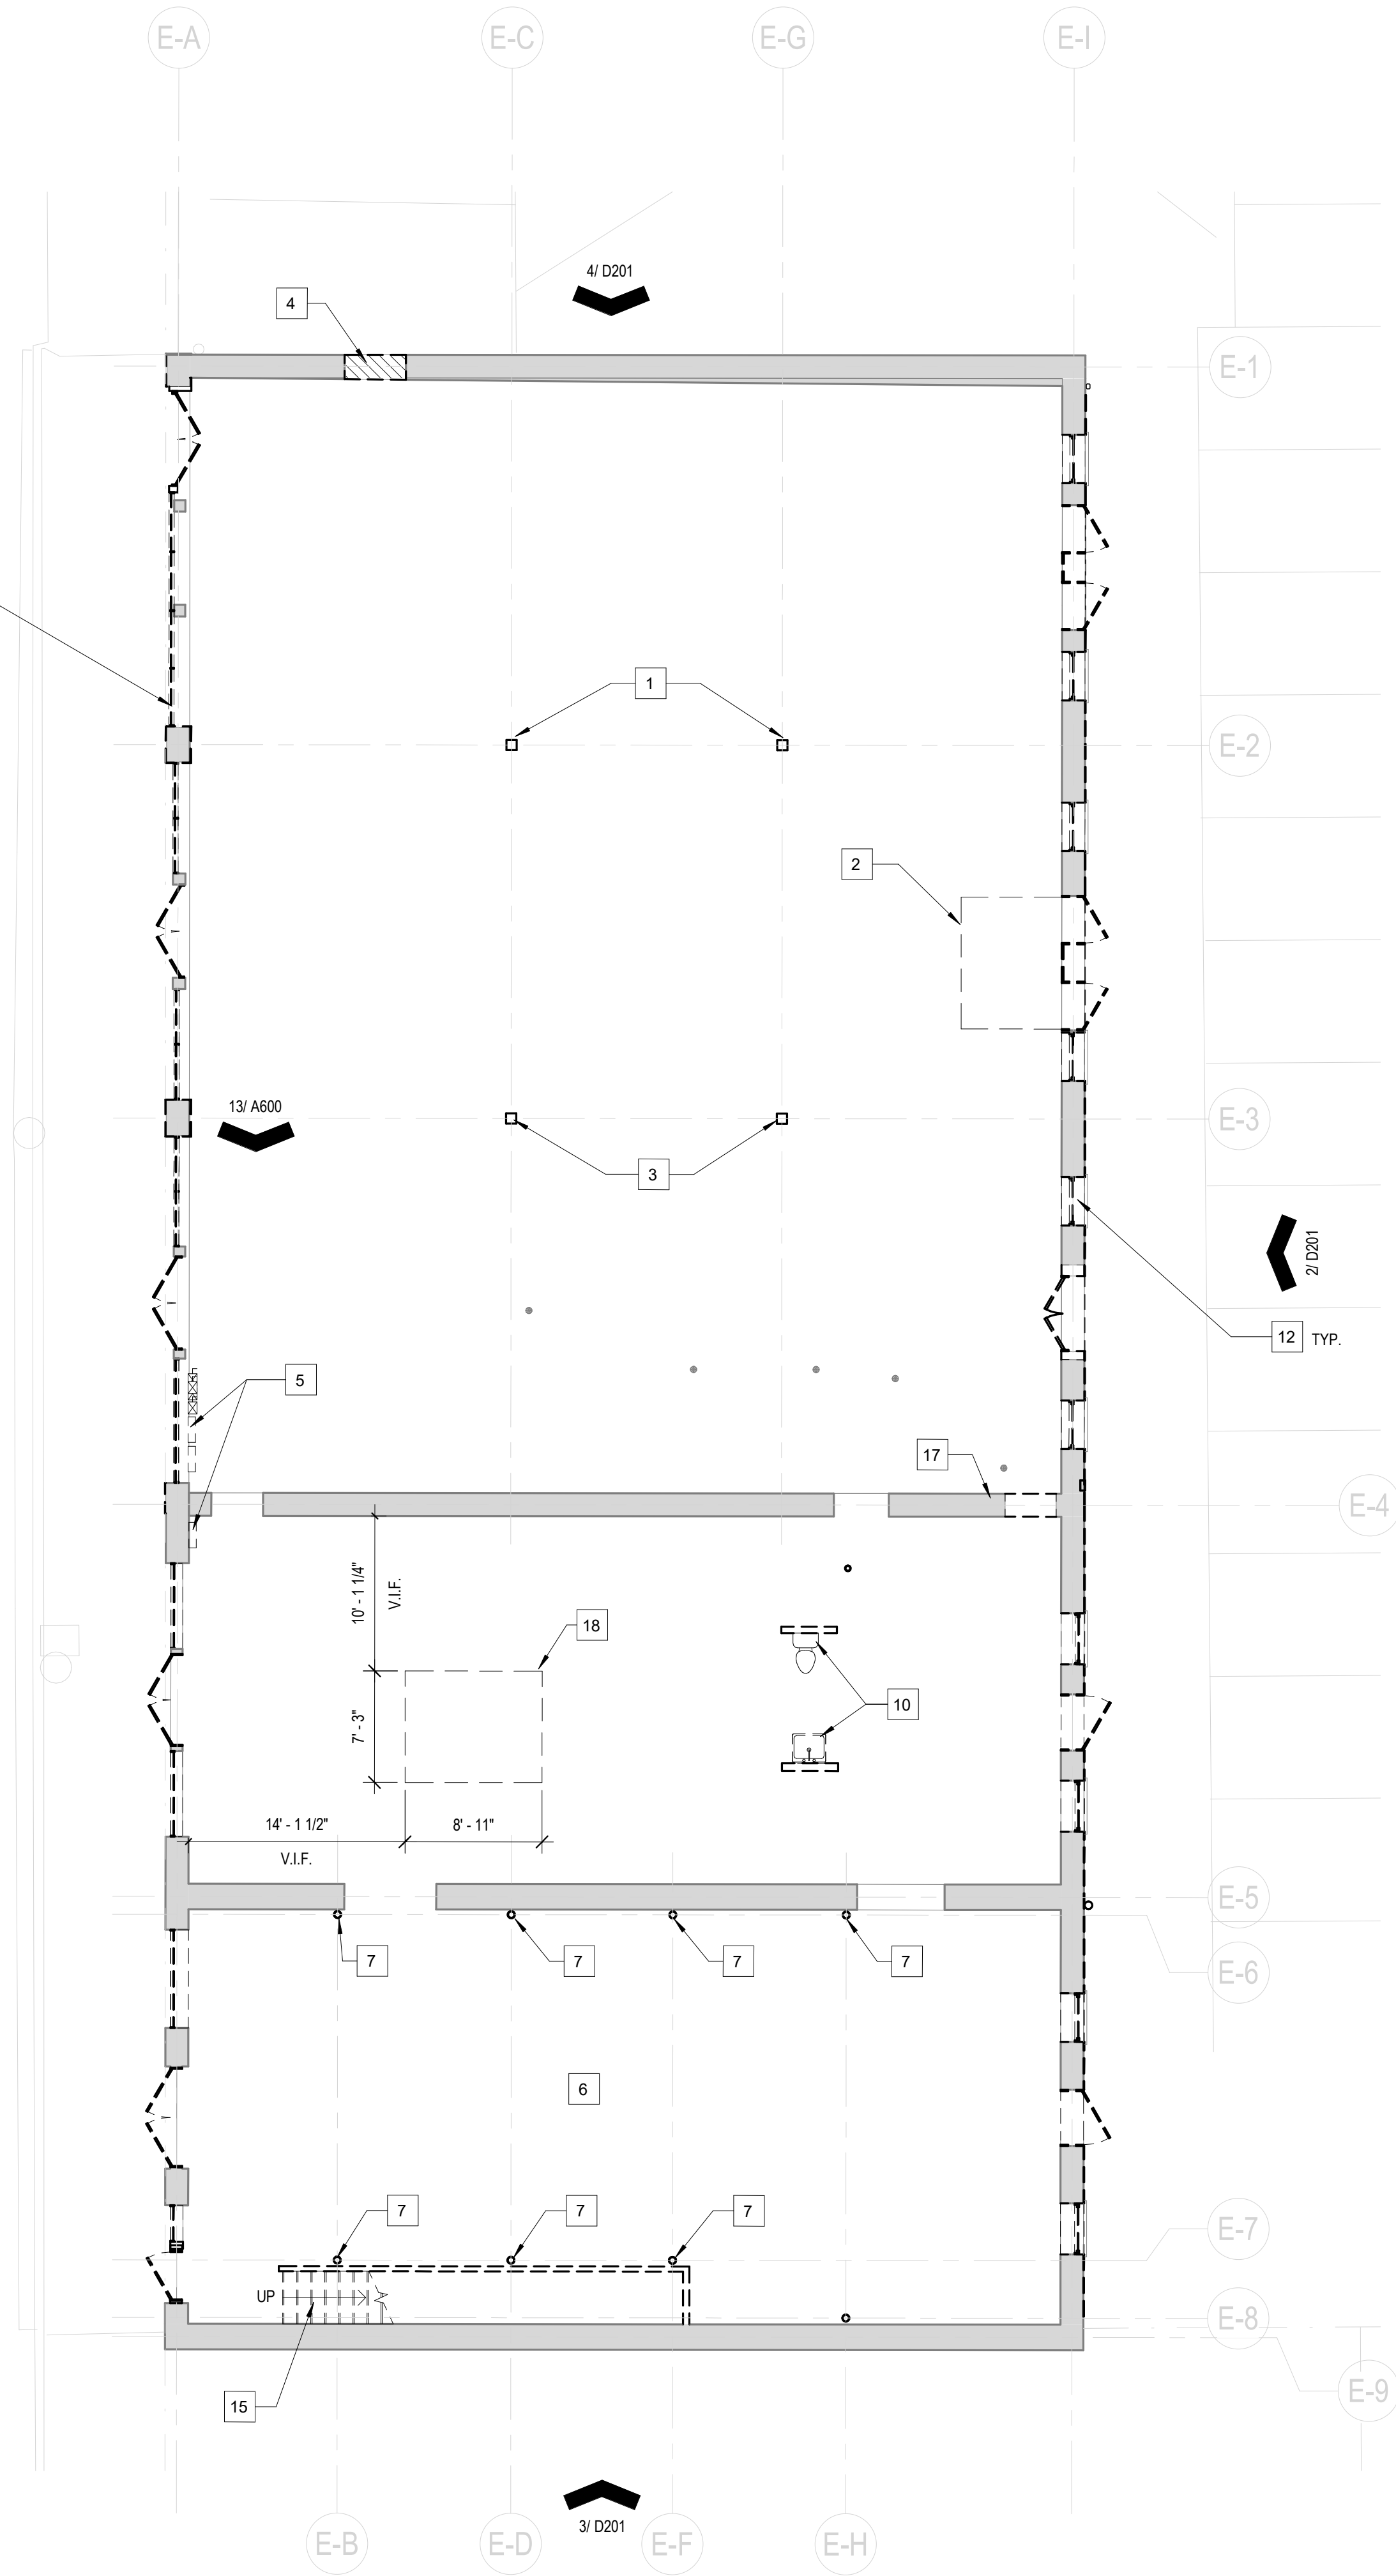 E-A E-C E-G E-I
4/ D201
4
E-1
1
E-2
2
13/ A600
E-3
3
2/ D201
12 TYP.
5
17
E-4
10' - 1 1/4"
V.I.F.
18
7' - 3"
10
14' - 1 1/2"
8' - 11"
V.I.F.
E-5
7 7 7 7
E-6
6
7 7 7
E-7
UP
E-8
E-9
15
3/ D201
E-B E-D E-F E-H